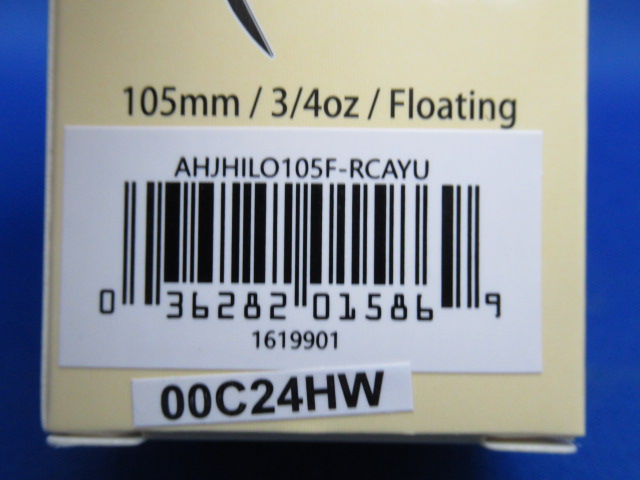 105mm / 3/4oz / Floating
AHJHILO105F-RCAYU
0 36282 01586 9
1619901
00C24HW